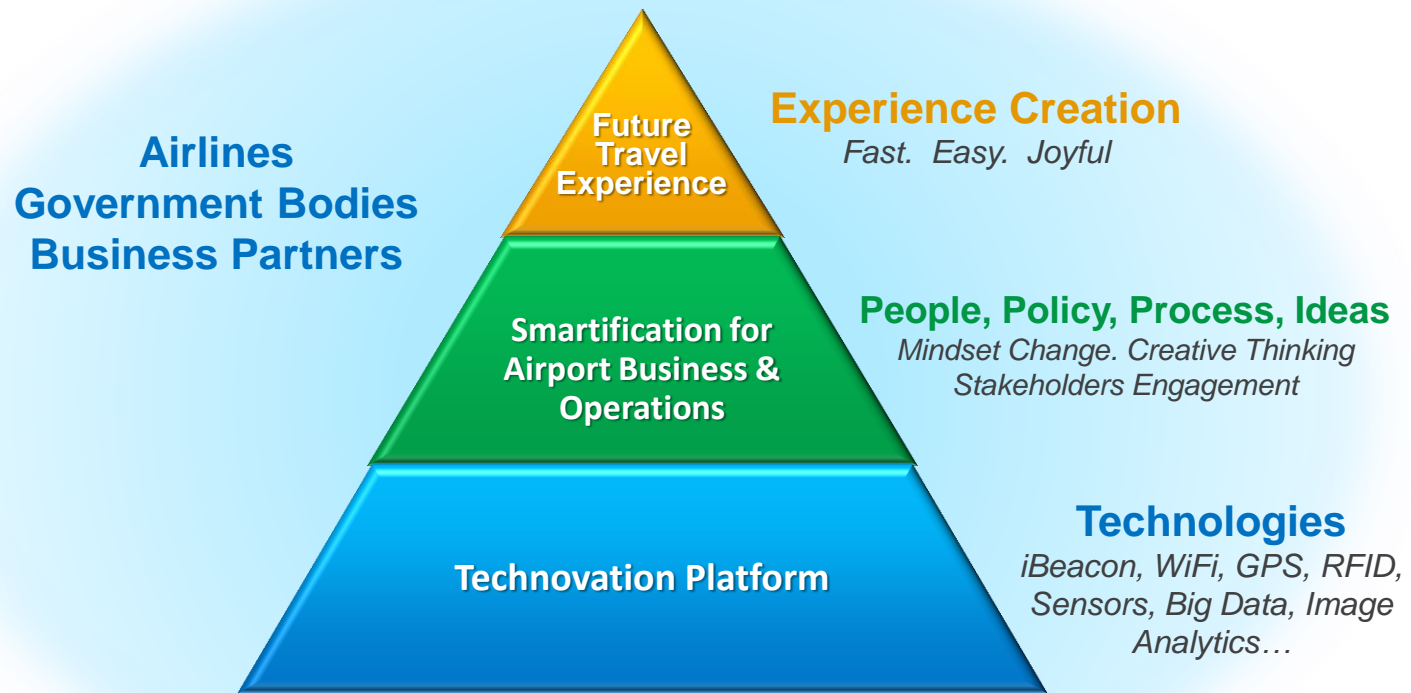 Airlines
Government Bodies
Business Partners
Future
Travel
Experience
Experience Creation
Fast.  Easy.  Joyful
Smartification for
Airport Business &
Operations
People, Policy, Process, Ideas
Mindset Change. Creative Thinking
Stakeholders Engagement
Technovation Platform
Technologies
iBeacon, WiFi, GPS, RFID,
Sensors, Big Data, Image
Analytics…